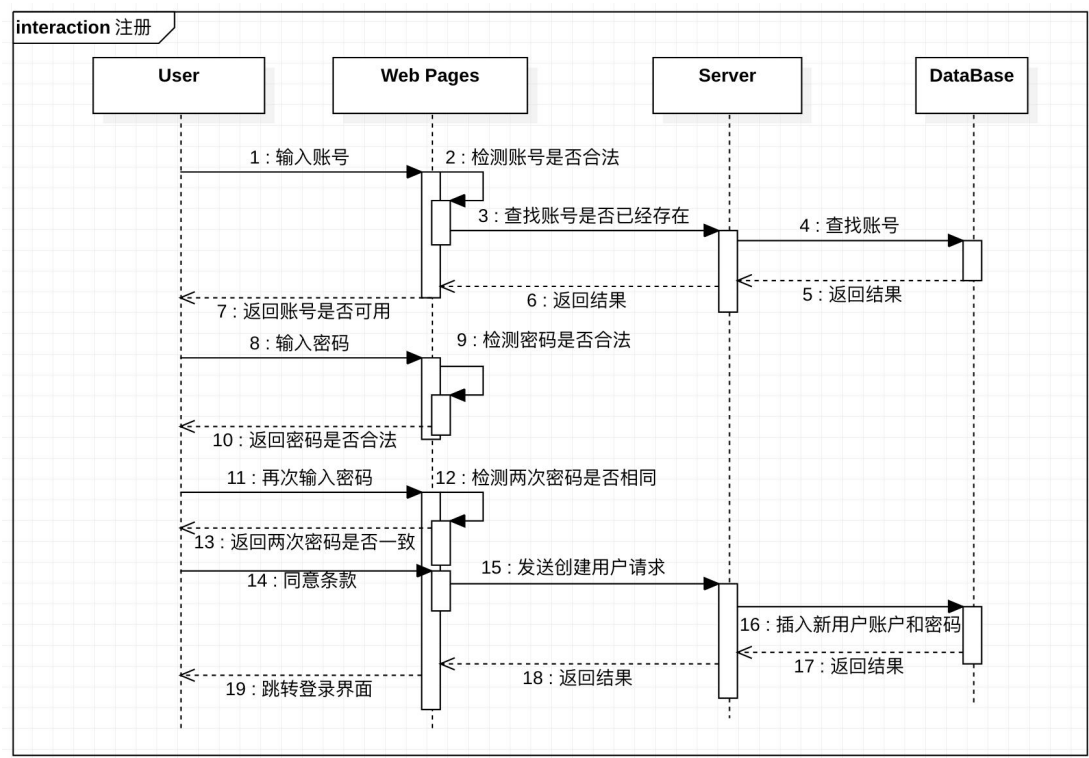 interaction 注册
User
Web Pages
Server
DataBase
1 : 输入账号
2 : 检测账号是否合法
3 : 查找账号是否已经存在
4 : 查找账号
5 : 返回结果
6 : 返回结果
7 : 返回账号是否可用
8 : 输入密码
9 : 检测密码是否合法
10 : 返回密码是否合法
11 : 再次输入密码
12 : 检测两次密码是否相同
13 : 返回两次密码是否一致
14 : 同意条款
15 : 发送创建用户请求
16 : 插入新用户账户和密码
17 : 返回结果
18 : 返回结果
19 : 跳转登录界面